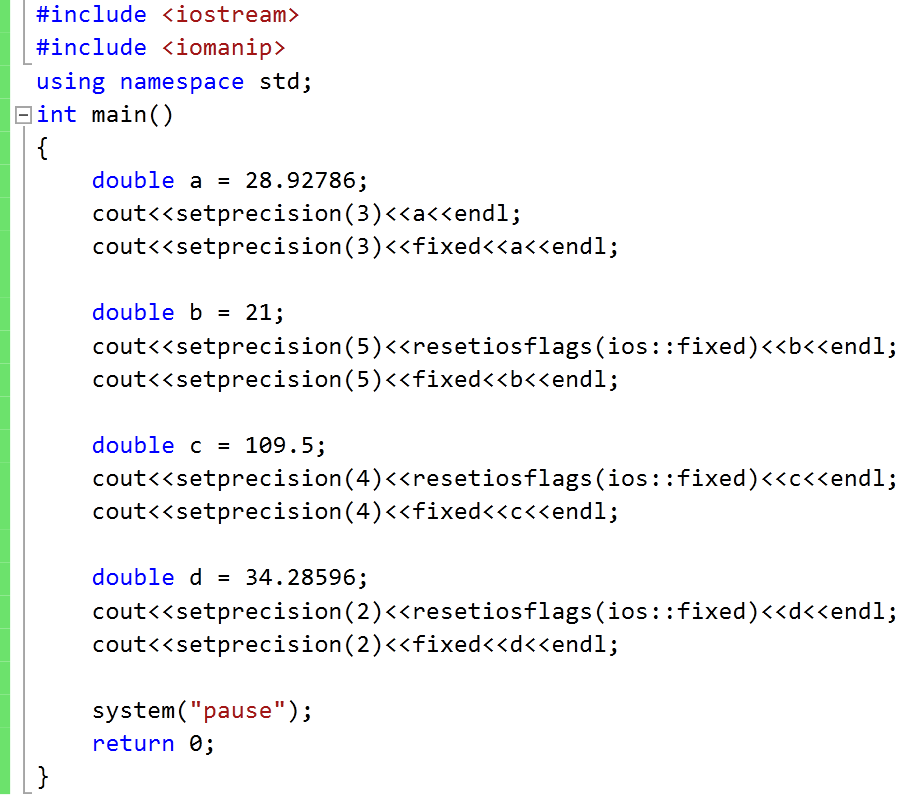 #include <iostream>
#include <iomanip>
using namespace std;
int main()
{
    double a = 28.92786;
    cout<<setprecision(3)<<a<<endl;
    cout<<setprecision(3)<<fixed<<a<<endl;

    double b = 21;
    cout<<setprecision(5)<<resetiosflags(ios::fixed)<<b<<endl;
    cout<<setprecision(5)<<fixed<<b<<endl;

    double c = 109.5;
    cout<<setprecision(4)<<resetiosflags(ios::fixed)<<c<<endl;
    cout<<setprecision(4)<<fixed<<c<<endl;

    double d = 34.28596;
    cout<<setprecision(2)<<resetiosflags(ios::fixed)<<d<<endl;
    cout<<setprecision(2)<<fixed<<d<<endl;

    system("pause");
    return 0;
}